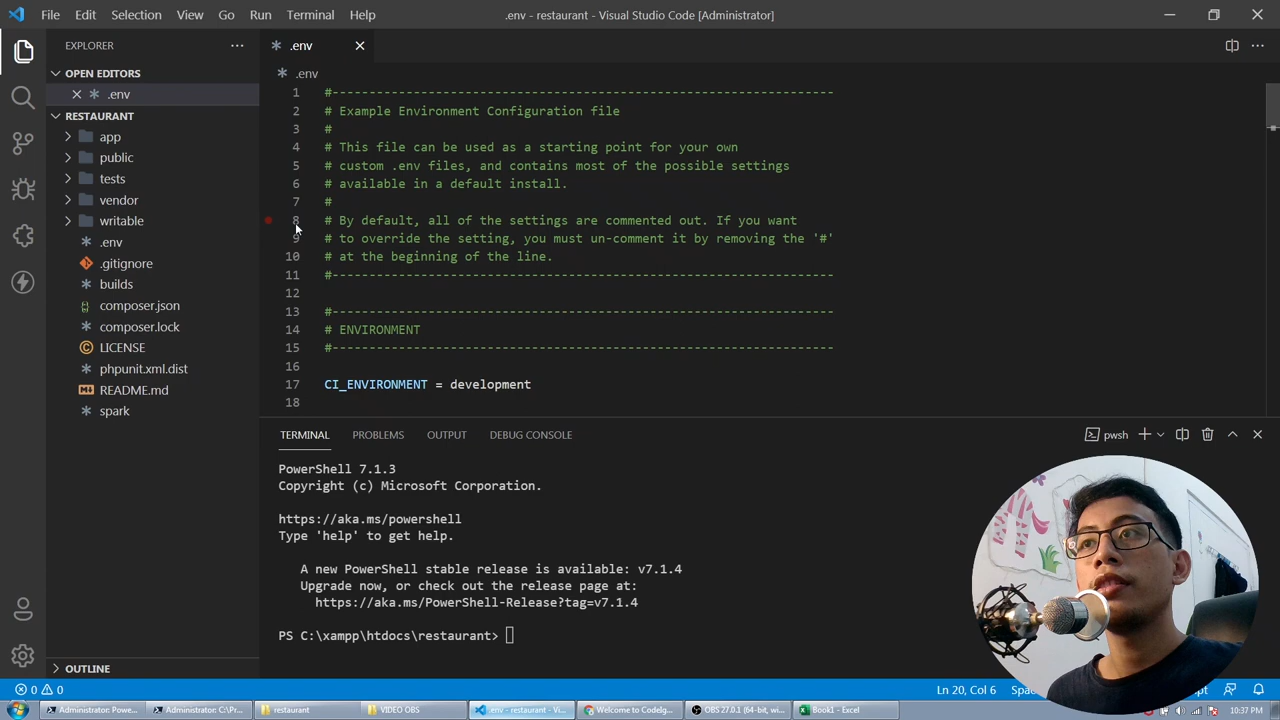 File Edit Selection View Go Run Terminal Help
.env - restaurant - Visual Studio Code [Administrator]
EXPLORER
.env
OPEN EDITORS
.env
.env
RESTAURANT
app
public
tests
vendor
writable
.env
.gitignore
builds
composer.json
composer.lock
LICENSE
phpunit.xml.dist
README.md
spark
OUTLINE
1 #--------------------------------------------------------------------
2 # Example Environment Configuration file
3 #
4 # This file can be used as a starting point for your own
5 # custom .env files, and contains most of the possible settings
6 # available in a default install.
7 #
8 # By default, all of the settings are commented out. If you want
9 # to override the setting, you must un-comment it by removing the '#'
10 # at the beginning of the line.
11 #--------------------------------------------------------------------
12
13 #--------------------------------------------------------------------
14 # ENVIRONMENT
15 #--------------------------------------------------------------------
16
17 CI_ENVIRONMENT = development
18
TERMINAL PROBLEMS OUTPUT DEBUG CONSOLE
pwsh
PowerShell 7.1.3
Copyright (c) Microsoft Corporation.
https://aka.ms/powershell
Type 'help' to get help.
A new PowerShell stable release is available: v7.1.4
Upgrade now, or check out the release page at:
https://aka.ms/PowerShell-Release?tag=v7.1.4
PS C:\xampp\htdocs\restaurant>
0 0
Ln 20, Col 6
Administrator: Powe...
Administrator: C:\Pr...
restaurant
VIDEO OBS
.env - restaurant - Vi...
Welcome to CodeIg...
OBS 27.0.1 (64-bit, wi...
Book1 - Excel